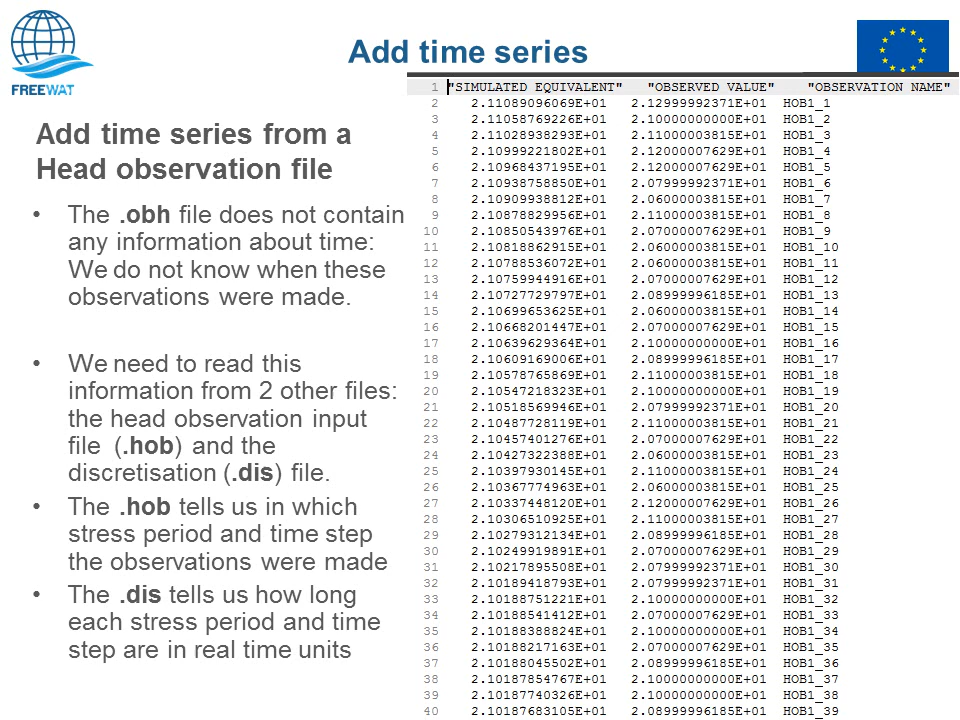 Add time series
FREEWAT
Add time series from a
Head observation file
• The .obh file does not contain
any information about time:
We do not know when these
observations were made.
• We need to read this
information from 2 other files:
the head observation input
file (.hob) and the
discretisation (.dis) file.
• The .hob tells us in which
stress period and time step
the observations were made
• The .dis tells us how long
each stress period and time
step are in real time units
1 "SIMULATED EQUIVALENT" "OBSERVED VALUE" "OBSERVATION NAME"
2 2.11089096069E+01 2.12999992371E+01 HOB1_1
3 2.11058769226E+01 2.10000000000E+01 HOB1_2
4 2.11028938293E+01 2.11000003815E+01 HOB1_3
5 2.10999221802E+01 2.12000007629E+01 HOB1_4
6 2.10968437195E+01 2.12000007629E+01 HOB1_5
7 2.10938758850E+01 2.07999992371E+01 HOB1_6
8 2.10909938812E+01 2.06000003815E+01 HOB1_7
9 2.10878829956E+01 2.11000003815E+01 HOB1_8
10 2.10850543976E+01 2.07000007629E+01 HOB1_9
11 2.10818862915E+01 2.06000003815E+01 HOB1_10
12 2.10788536072E+01 2.06000003815E+01 HOB1_11
13 2.10759944916E+01 2.07000007629E+01 HOB1_12
14 2.10727729797E+01 2.08999996185E+01 HOB1_13
15 2.10699653625E+01 2.06000003815E+01 HOB1_14
16 2.10668201447E+01 2.07000007629E+01 HOB1_15
17 2.10639629364E+01 2.10000000000E+01 HOB1_16
18 2.10609169006E+01 2.08999996185E+01 HOB1_17
19 2.10578765869E+01 2.11000003815E+01 HOB1_18
20 2.10547218323E+01 2.10000000000E+01 HOB1_19
21 2.10518569946E+01 2.07999992371E+01 HOB1_20
22 2.10487728119E+01 2.11000003815E+01 HOB1_21
23 2.10457401276E+01 2.07000007629E+01 HOB1_22
24 2.10427322388E+01 2.06000003815E+01 HOB1_23
25 2.10397930145E+01 2.11000003815E+01 HOB1_24
26 2.10367774963E+01 2.06000003815E+01 HOB1_25
27 2.10337448120E+01 2.12000007629E+01 HOB1_26
28 2.10306510925E+01 2.11000003815E+01 HOB1_27
29 2.10279312134E+01 2.08999996185E+01 HOB1_28
30 2.10249919891E+01 2.07000007629E+01 HOB1_29
31 2.10217895508E+01 2.07999992371E+01 HOB1_30
32 2.10189418793E+01 2.07999992371E+01 HOB1_31
33 2.10188751221E+01 2.10000000000E+01 HOB1_32
34 2.10188541412E+01 2.07000007629E+01 HOB1_33
35 2.10188388824E+01 2.10000000000E+01 HOB1_34
36 2.10188217163E+01 2.07000007629E+01 HOB1_35
37 2.10188045502E+01 2.08999996185E+01 HOB1_36
38 2.10187854767E+01 2.10000000000E+01 HOB1_37
39 2.10187740326E+01 2.10000000000E+01 HOB1_38
40 2.10187683105E+01 2.08999996185E+01 HOB1_39